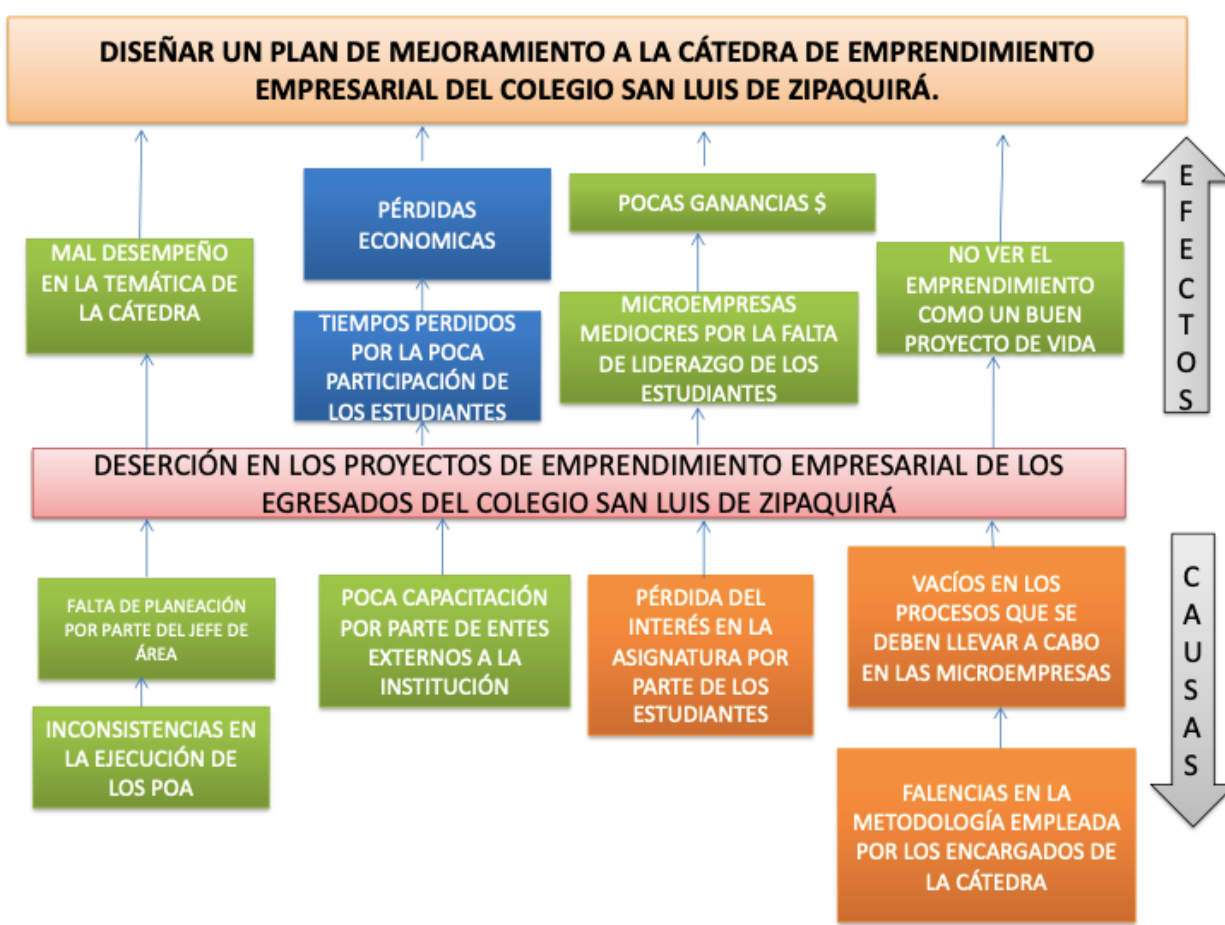 DISEÑAR UN PLAN DE MEJORAMIENTO A LA CÁTEDRA DE EMPRENDIMIENTO
EMPRESARIAL DEL COLEGIO SAN LUIS DE ZIPAQUIRÁ.
MAL DESEMPEÑO
EN LA TEMÁTICA DE
LA CÁTEDRA
PÉRDIDAS
ECONOMICAS
TIEMPOS PERDIDOS
POR LA POCA
PARTICIPACIÓN DE
LOS ESTUDIANTES
POCAS GANANCIAS $
MICROEMPRESAS
MEDIOCRES POR LA FALTA
DE LIDERAZGO DE LOS
ESTUDIANTES
NO VER EL
EMPRENDIMIENTO
COMO UN BUEN
PROYECTO DE VIDA
E
F
E
C
T
O
S
DESERCIÓN EN LOS PROYECTOS DE EMPRENDIMIENTO EMPRESARIAL DE LOS
EGRESADOS DEL COLEGIO SAN LUIS DE ZIPAQUIRÁ
FALTA DE PLANEACIÓN
POR PARTE DEL JEFE DE
ÁREA
INCONSISTENCIAS EN
LA EJECUCIÓN DE
LOS POA
POCA CAPACITACIÓN
POR PARTE DE ENTES
EXTERNOS A LA
INSTITUCIÓN
PÉRDIDA DEL
INTERÉS EN LA
ASIGNATURA POR
PARTE DE LOS
ESTUDIANTES
VACÍOS EN LOS
PROCESOS QUE SE
DEBEN LLEVAR A CABO
EN LAS MICROEMPRESAS
FALENCIAS EN LA
METODOLOGÍA EMPLEADA
POR LOS ENCARGADOS DE
LA CÁTEDRA
C
A
U
S
A
S